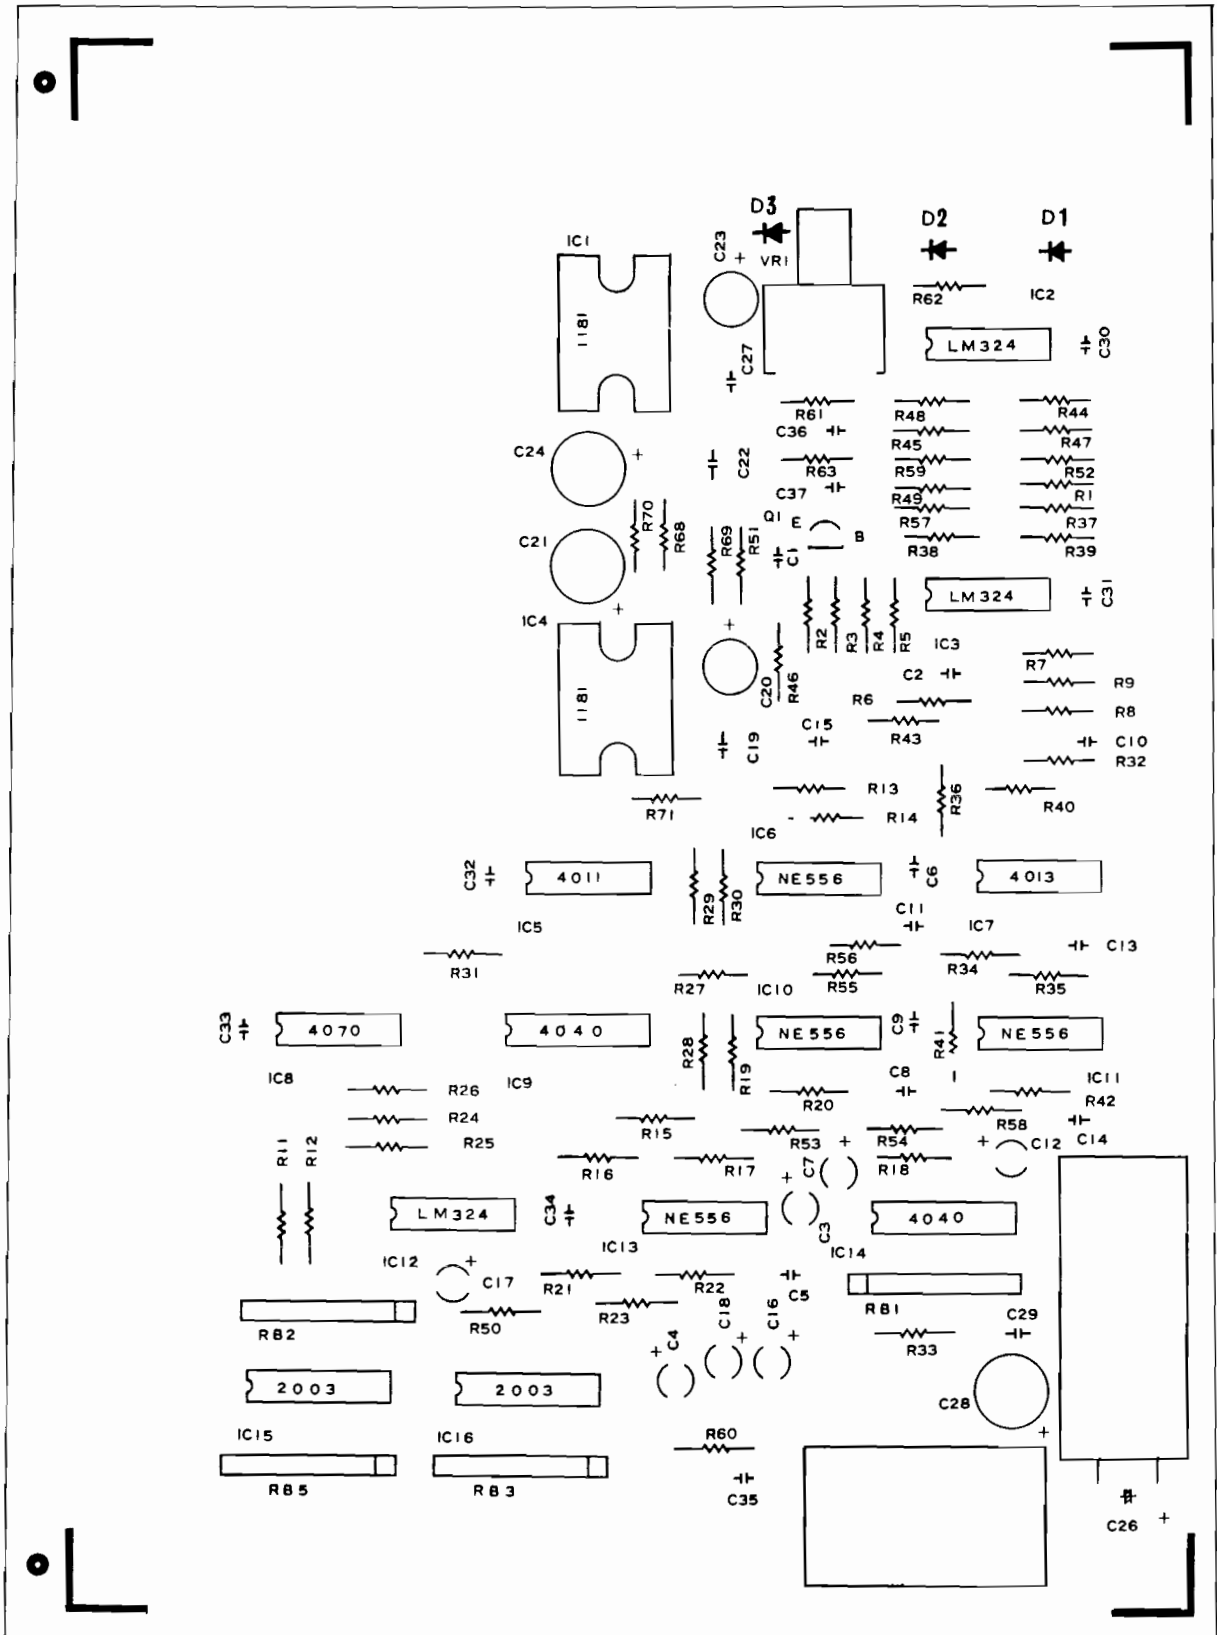 D3
D2
D1
IC1
C23
+
VR1
R62
IC2
1181
C27
LM324
C30
R61
R48
R44
C36
R45
R47
C24
+
C22
R63
R59
R52
C37
R49
R1
R70
R68
Q1
E
R57
R37
C21
R69
R51
C1
B
R38
R39
+
IC4
+
LM324
C31
R2
R3
R4
R5
IC3
R7
C2
R9
1181
C20
R46
R6
R8
C15
R43
C19
C10
R32
R71
R13
R36
R40
R14
IC6
C32
4011
R29
R30
NE556
C6
4013
C11
IC5
IC7
R31
R56
R34
C13
R27
IC10
R55
R35
C33
4070
4040
R28
R19
NE556
C9
R41
NE556
IC8
IC9
C8
IC11
R26
R20
R42
R24
R15
R53
R54
R58
C14
R11
R12
R25
R16
R17
C7
+
R18
+
C12
+
LM324
C34
NE556
C3
4040
IC12
+
IC13
IC14
C17
R21
R22
C5
RB1
R50
R23
C18
C16
C29
RB2
C4
+
+
+
R33
2003
2003
C28
+
IC15
IC16
R60
RB5
RB3
C35
C26
+